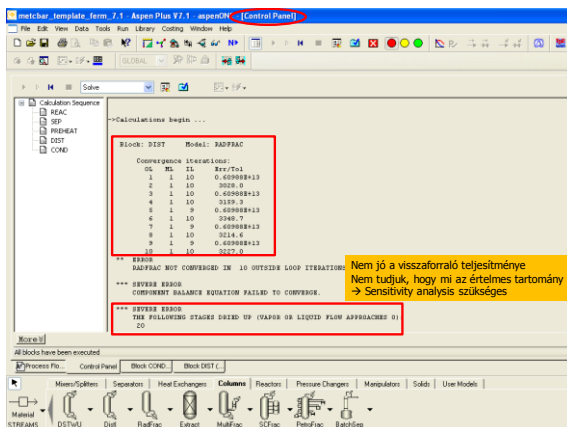 metcbar_template_ferm_7.1 - Aspen Plus V7.1 - aspenONE - [Control Panel]
File Edit View Data Tools Run Library Costing Window Help
GLOBAL
Solve
Calculation Sequence
REAC
SEP
PREHEAT
DIST
COND
->Calculations begin ...
Block: DIST Model: RADFRAC
Convergence iterations:
OL ML IL Err/Tol
1 1 10 0.60988E+13
2 1 10 3028.0
3 1 10 0.60988E+13
4 1 10 3159.3
5 1 9 0.60988E+13
6 1 10 3348.7
7 1 9 0.60988E+13
8 1 10 3214.6
9 1 9 0.60988E+13
10 1 10 3227.0
** ERROR
RADFRAC NOT CONVERGED IN 10 OUTSIDE LOOP ITERATIONS
*** SEVERE ERROR
COMPONENT BALANCE EQUATION FAILED TO CONVERGE.
*** SEVERE ERROR
THE FOLLOWING STAGES DRIED UP (VAPOR OR LIQUID FLOW APPROACHES 0)
20
Nem jó a visszaforraló teljesítménye
Nem tudjuk, hogy mi az értelmes tartomány
→ Sensitivity analysis szükséges
More
All blocks have been executed
Process Flo... Control Panel Block COND... Block DIST (...
Mixers/Splitters Separators Heat Exchangers Columns Reactors Pressure Changers Manipulators Solids User Models
Material
STREAMS DSTWU Distl RadFrac Extract MultiFrac SCFrac PetroFrac BatchSep